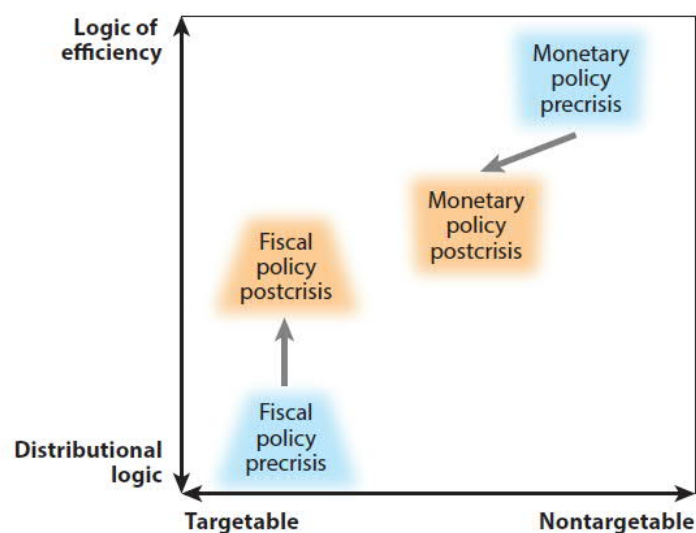 Logic of
efficiency
Monetary
policy
precrisis
Monetary
policy
postcrisis
Fiscal
policy
postcrisis
Fiscal
policy
precrisis
Distributional
logic
Targetable
Nontargetable